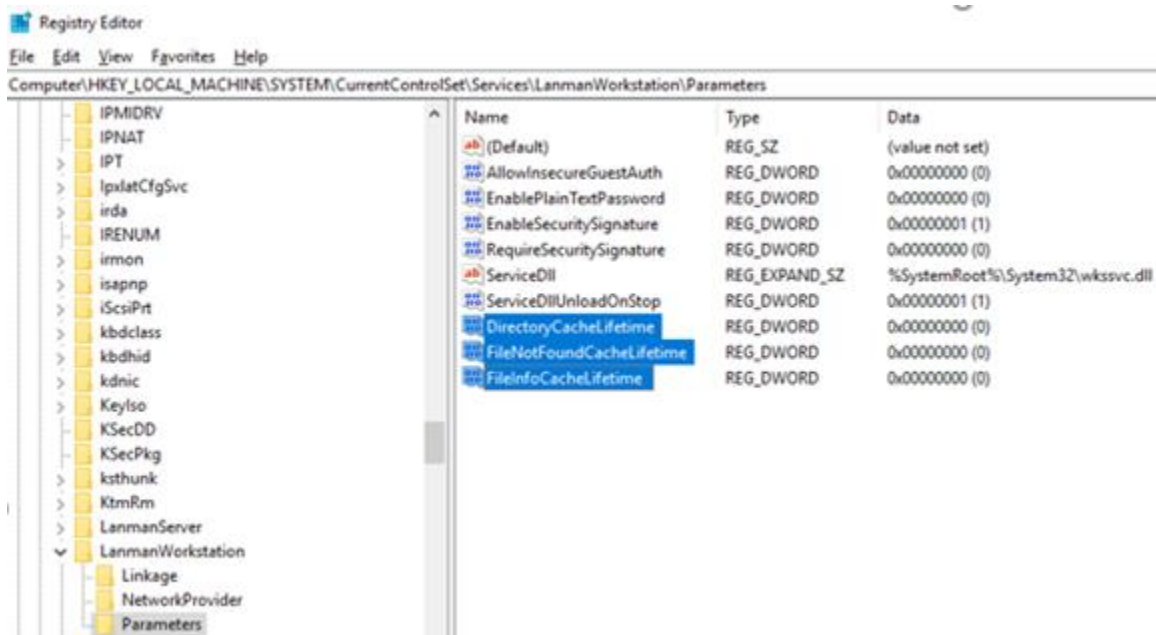 Registry Editor
File Edit View Favorites Help
Computer\HKEY_LOCAL_MACHINE\SYSTEM\CurrentControlSet\Services\LanmanWorkstation\Parameters
IPMIDRV
IPNAT
IPT
IpxlatCfgSvc
irda
IRENUM
irmon
isapnp
iScsiPrt
kbdclass
kbdhid
kdnic
KeyIso
KSecDD
KSecPkg
ksthunk
KtmRm
LanmanServer
LanmanWorkstation
Linkage
NetworkProvider
Parameters
Name Type Data
(Default) REG_SZ (value not set)
AllowInsecureGuestAuth REG_DWORD 0x00000000 (0)
EnablePlainTextPassword REG_DWORD 0x00000000 (0)
EnableSecuritySignature REG_DWORD 0x00000001 (1)
RequireSecuritySignature REG_DWORD 0x00000000 (0)
ServiceDll REG_EXPAND_SZ %SystemRoot%\System32\wkssvc.dll
ServiceDllUnloadOnStop REG_DWORD 0x00000001 (1)
DirectoryCacheLifetime REG_DWORD 0x00000000 (0)
FileNotFoundCacheLifetime REG_DWORD 0x00000000 (0)
FileInfoCacheLifetime REG_DWORD 0x00000000 (0)